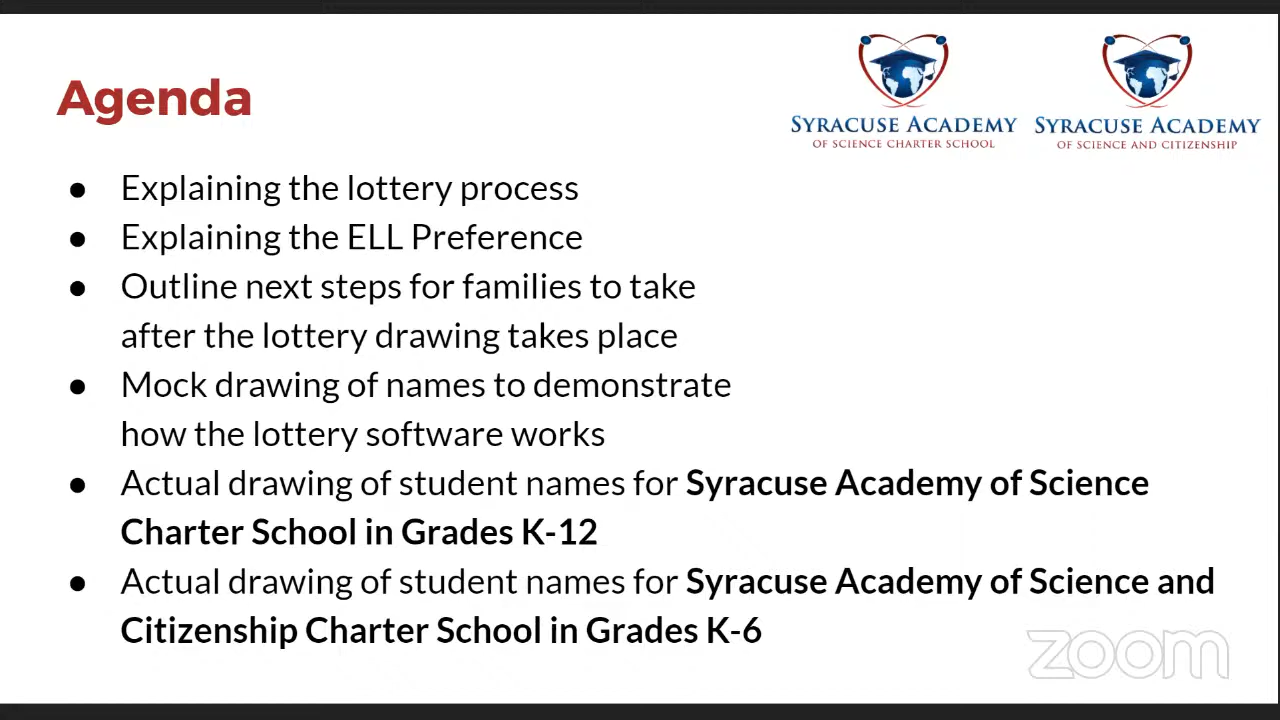 Agenda
SYRACUSE ACADEMY
OF SCIENCE CHARTER SCHOOL
SYRACUSE ACADEMY
OF SCIENCE AND CITIZENSHIP
● Explaining the lottery process
● Explaining the ELL Preference
● Outline next steps for families to take
after the lottery drawing takes place
● Mock drawing of names to demonstrate
how the lottery software works
● Actual drawing of student names for Syracuse Academy of Science
Charter School in Grades K-12
● Actual drawing of student names for Syracuse Academy of Science and
Citizenship Charter School in Grades K-6
zoom